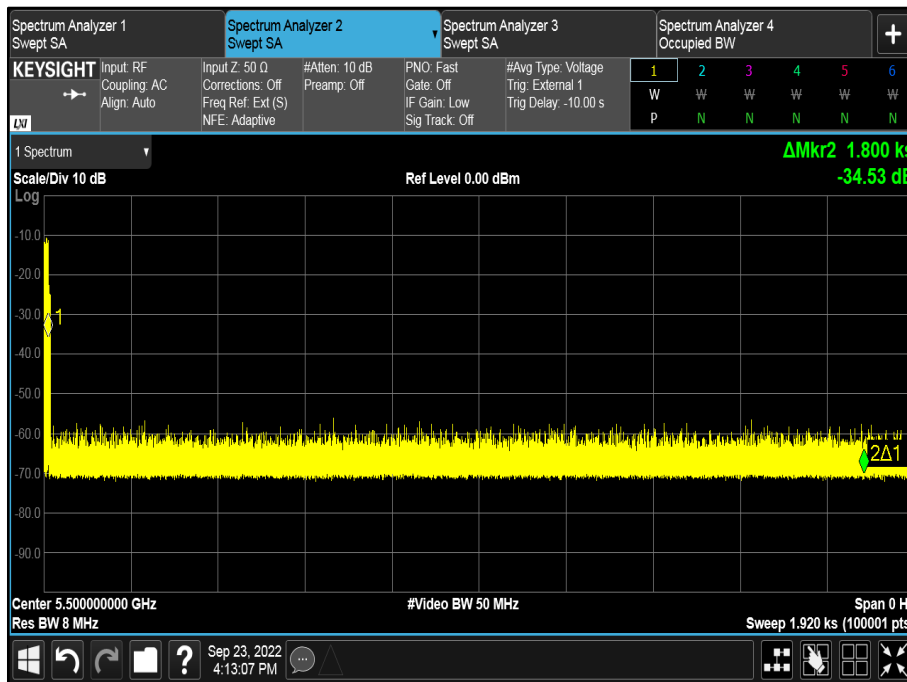 Spectrum Analyzer 1
Swept SA
Spectrum Analyzer 2
Swept SA
Spectrum Analyzer 3
Swept SA
Spectrum Analyzer 4
Occupied BW
+
KEYSIGHT
LXI
Input: RF
Coupling: AC
Align: Auto
Input Z: 50 Ω
Corrections: Off
Freq Ref: Ext (S)
NFE: Adaptive
#Atten: 10 dB
Preamp: Off
PNO: Fast
Gate: Off
IF Gain: Low
Sig Track: Off
#Avg Type: Voltage
Trig: External 1
Trig Delay: -10.00 s
1 2 3 4 5 6
W W W W W W
P N N N N N
1 Spectrum
ΔMkr2 1.800 ks
Scale/Div 10 dB
Ref Level 0.00 dBm
-34.53 dB
Log
-10.0
-20.0
-30.0
1
-40.0
-50.0
-60.0
2Δ1
-70.0
-80.0
-90.0
Center 5.500000000 GHz
#Video BW 50 MHz
Span 0 H
Res BW 8 MHz
Sweep 1.920 ks (100001 pts
?
Sep 23, 2022
4:13:07 PM